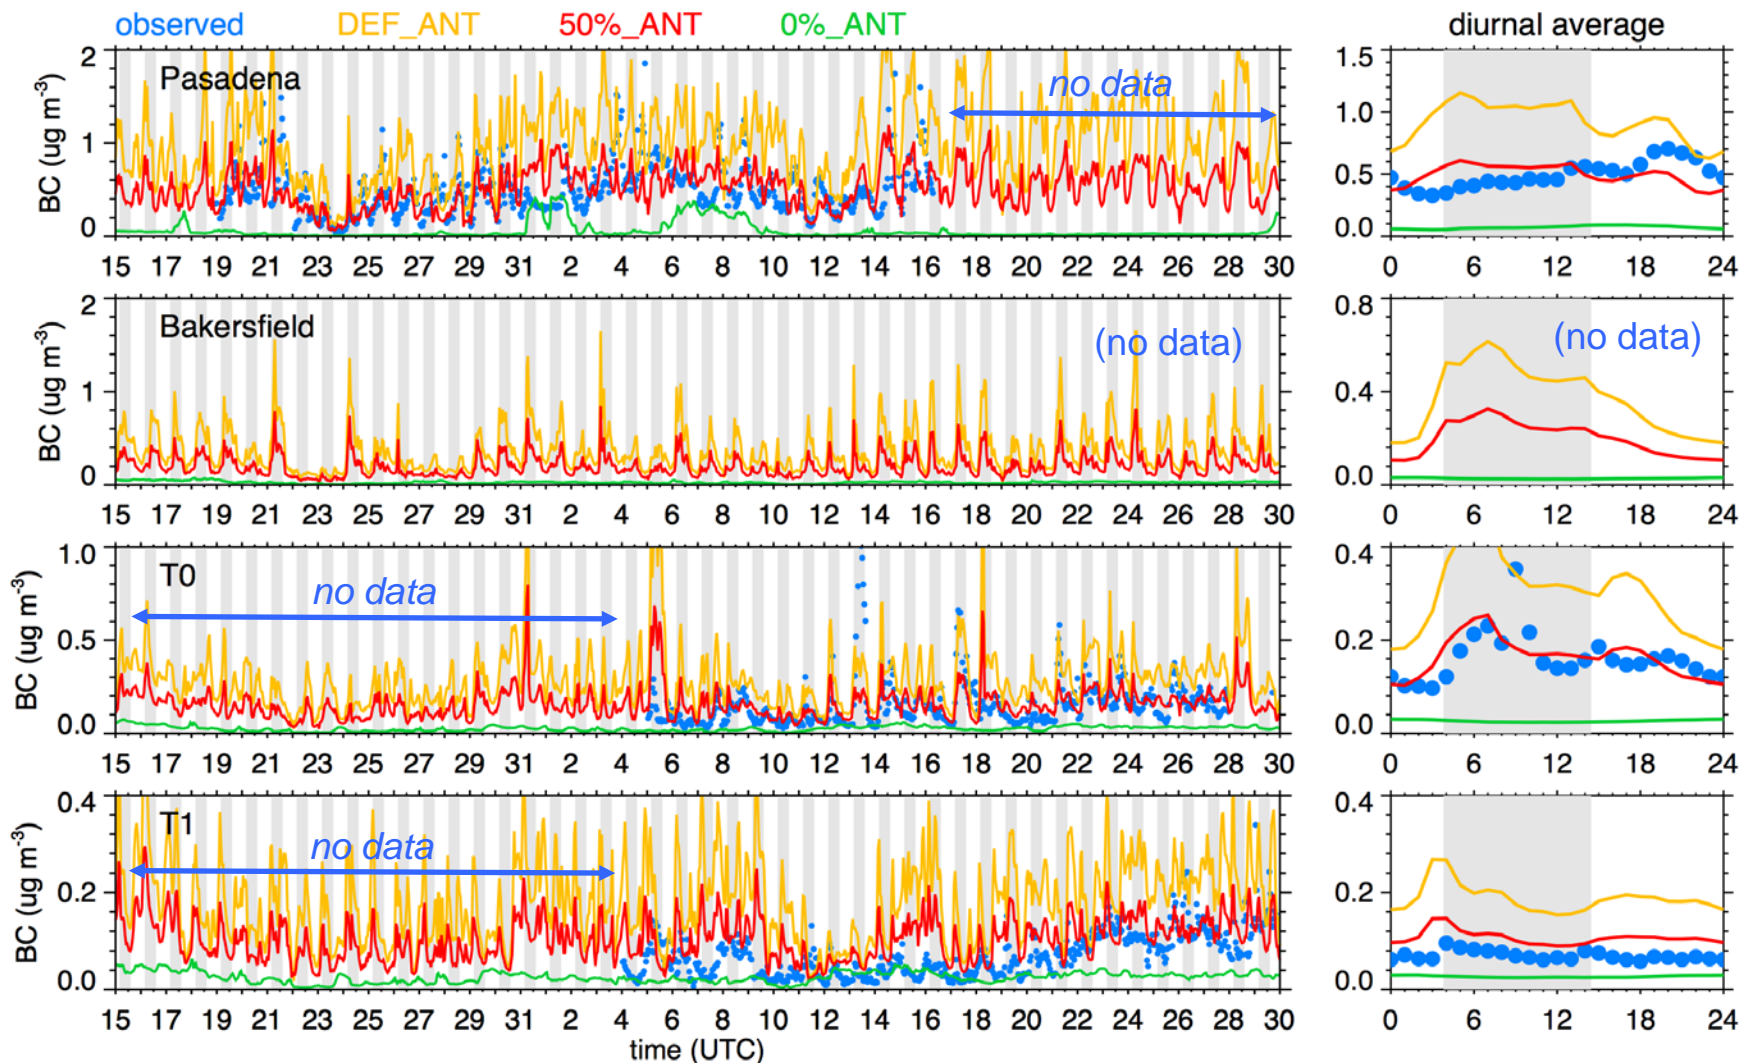 observed DEF_ANT 50%_ANT 0%_ANT diurnal average
2 1 0
BC (ug m-3)
Pasadena
no data
15 17 19 21 23 25 27 29 31 2 4 6 8 10 12 14 16 18 20 22 24 26 28 30
1.5 1.0 0.5 0.0
0 6 12 18 24
2 1 0
BC (ug m-3)
Bakersfield
(no data)
15 17 19 21 23 25 27 29 31 2 4 6 8 10 12 14 16 18 20 22 24 26 28 30
0.8 0.4 0.0
(no data)
0 6 12 18 24
1.0 0.5 0.0
BC (ug m-3)
T0
no data
15 17 19 21 23 25 27 29 31 2 4 6 8 10 12 14 16 18 20 22 24 26 28 30
0.4 0.2 0.0
0 6 12 18 24
0.4 0.2 0.0
BC (ug m-3)
T1
no data
15 17 19 21 23 25 27 29 31 2 4 6 8 10 12 14 16 18 20 22 24 26 28 30
time (UTC)
0.4 0.2 0.0
0 6 12 18 24